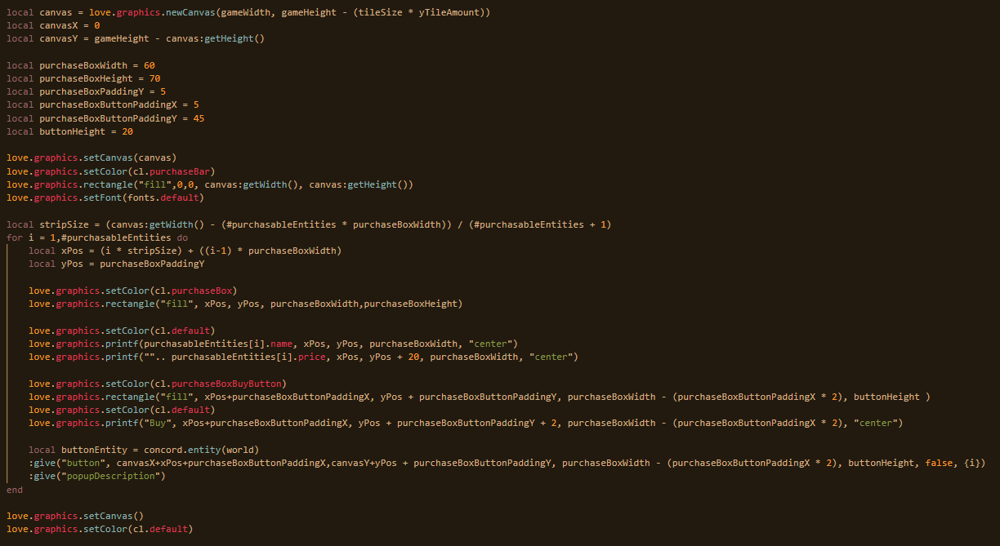 local canvas = love.graphics.newCanvas(gameWidth, gameHeight - (tileSize * yTileAmount))
local canvasX = 0
local canvasY = gameHeight - canvas:getHeight()

local purchaseBoxWidth = 60
local purchaseBoxHeight = 70
local purchaseBoxPaddingY = 5
local purchaseBoxButtonPaddingX = 5
local purchaseBoxButtonPaddingY = 45
local buttonHeight = 20

love.graphics.setCanvas(canvas)
love.graphics.setColor(cl.purchaseBar)
love.graphics.rectangle("fill",0,0, canvas:getWidth(), canvas:getHeight())
love.graphics.setFont(fonts.default)

local stripSize = (canvas:getWidth() - (#purchasableEntities * purchaseBoxWidth)) / (#purchasableEntities + 1)
for i = 1,#purchasableEntities do
    local xPos = (i * stripSize) + ((i-1) * purchaseBoxWidth)
    local yPos = purchaseBoxPaddingY

    love.graphics.setColor(cl.purchaseBox)
    love.graphics.rectangle("fill", xPos, yPos, purchaseBoxWidth,purchaseBoxHeight)

    love.graphics.setColor(cl.default)
    love.graphics.printf(purchasableEntities[i].name, xPos, yPos, purchaseBoxWidth, "center")
    love.graphics.printf("".. purchasableEntities[i].price, xPos, yPos + 20, purchaseBoxWidth, "center")

    love.graphics.setColor(cl.purchaseBoxBuyButton)
    love.graphics.rectangle("fill", xPos+purchaseBoxButtonPaddingX, yPos + purchaseBoxButtonPaddingY, purchaseBoxWidth - (purchaseBoxButtonPaddingX * 2), buttonHeight )
    love.graphics.setColor(cl.default)
    love.graphics.printf("Buy", xPos+purchaseBoxButtonPaddingX, yPos + purchaseBoxButtonPaddingY + 2, purchaseBoxWidth - (purchaseBoxButtonPaddingX * 2), "center")

    local buttonEntity = concord.entity(world)
    :give("button", canvasX+xPos+purchaseBoxButtonPaddingX,canvasY+yPos + purchaseBoxButtonPaddingY, purchaseBoxWidth - (purchaseBoxButtonPaddingX * 2), buttonHeight, false, {i})
    :give("popupDescription")
end

love.graphics.setCanvas()
love.graphics.setColor(cl.default)